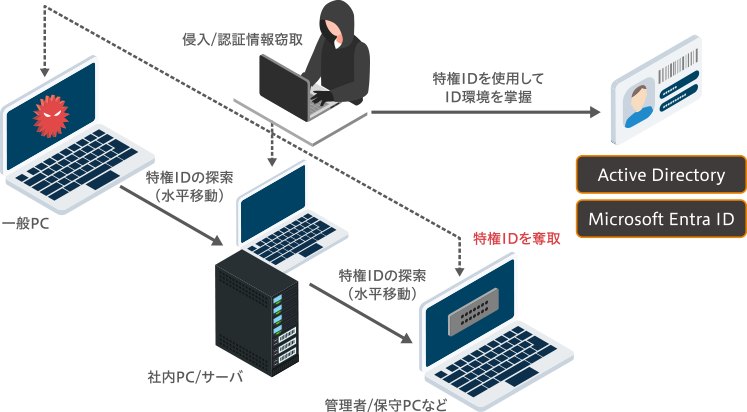 侵入/認証情報窃取
特権IDを使用して
ID環境を掌握
Active Directory
Microsoft Entra ID
特権IDの探索
（水平移動）
一般PC
特権IDを奪取
特権IDの探索
（水平移動）
社内PC/サーバ
管理者/保守PCなど